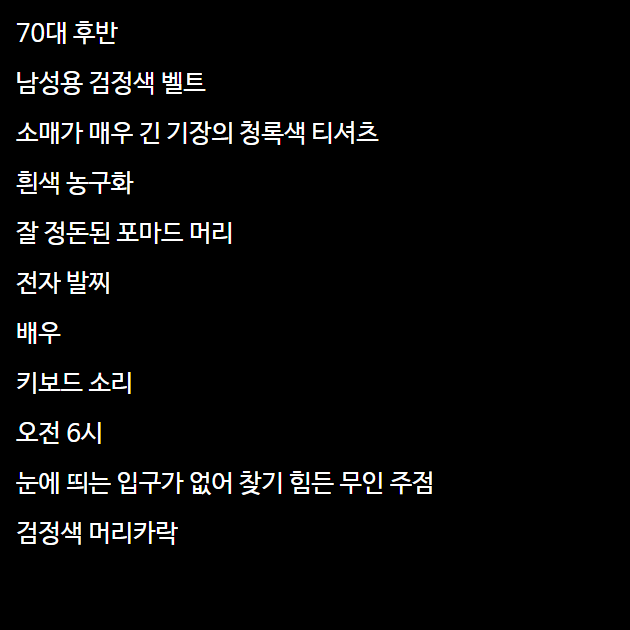 70대 후반
남성용 검정색 벨트
소매가 매우 긴 기장의 청록색 티셔츠
흰색 농구화
잘 정돈된 포마드 머리
전자 발찌
배우
키보드 소리
오전 6시
눈에 띄는 입구가 없어 찾기 힘든 무인 주점
검정색 머리카락